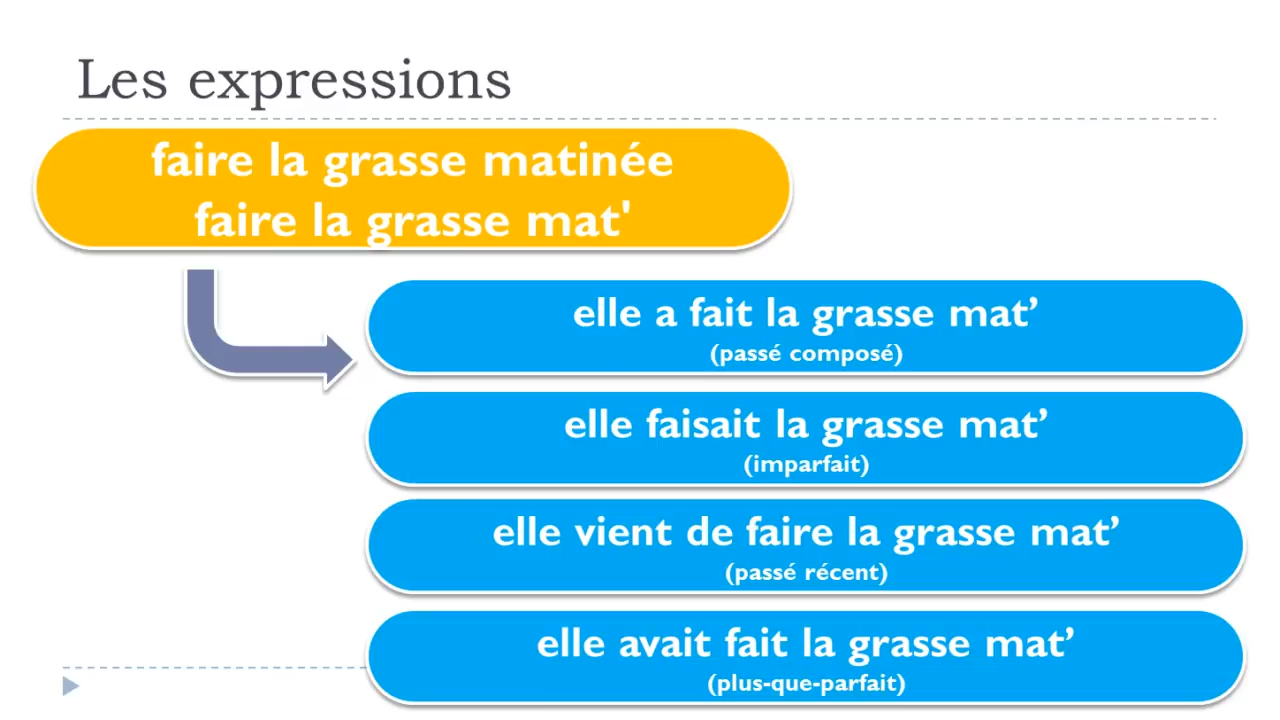 Les expressions
faire la grasse matinée
faire la grasse mat'
elle a fait la grasse mat’
(passé composé)
elle faisait la grasse mat’
(imparfait)
elle vient de faire la grasse mat’
(passé récent)
elle avait fait la grasse mat’
(plus-que-parfait)